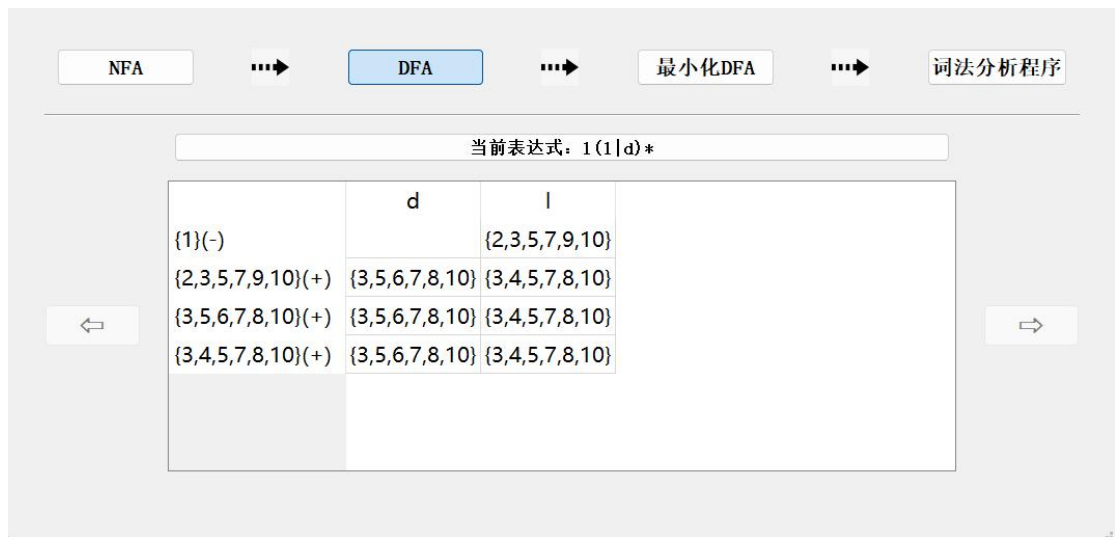 NFA DFA 最小化DFA 词法分析程序
当前表达式: l(l|d)*
d l
{1}(-) {2,3,5,7,9,10}
{2,3,5,7,9,10}(+) {3,5,6,7,8,10} {3,4,5,7,8,10}
{3,5,6,7,8,10}(+) {3,5,6,7,8,10} {3,4,5,7,8,10}
{3,4,5,7,8,10}(+) {3,5,6,7,8,10} {3,4,5,7,8,10}